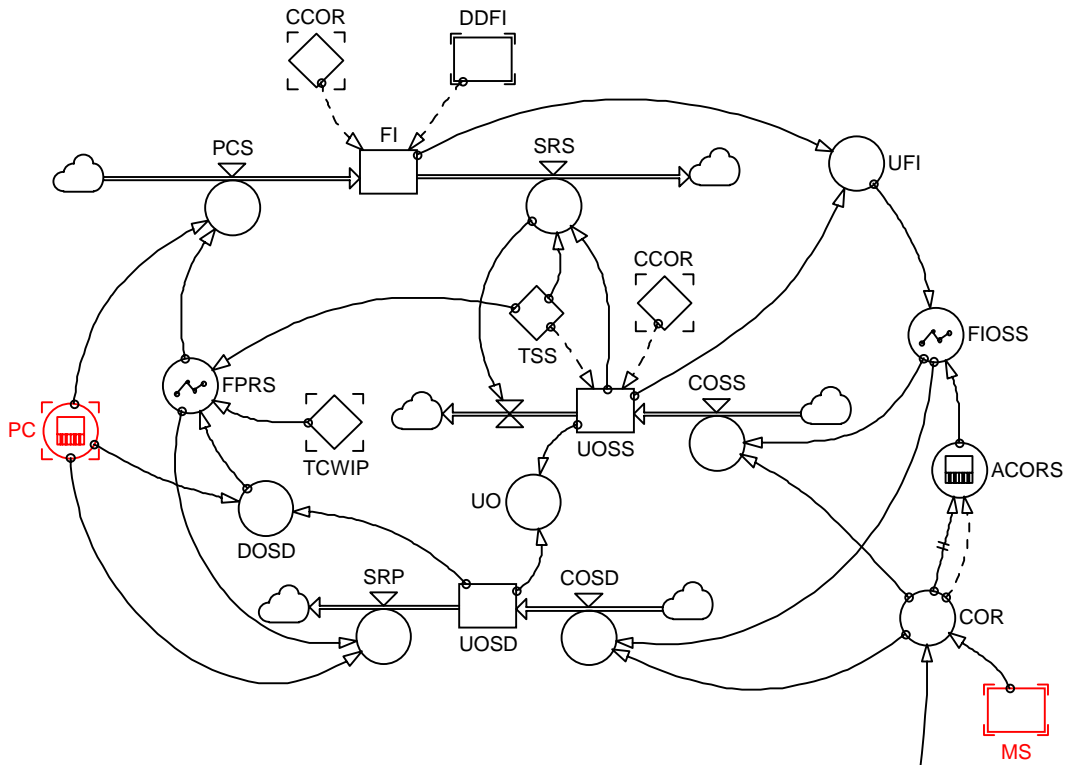 CCOR
DDFI
FI
PCS
SRS
UFI
CCOR
TSS
FIOSS
FPRS
COSS
PC
UOSS
TCWIP
ACORS
UO
DOSD
SRP
COSD
COR
UOSD
MS